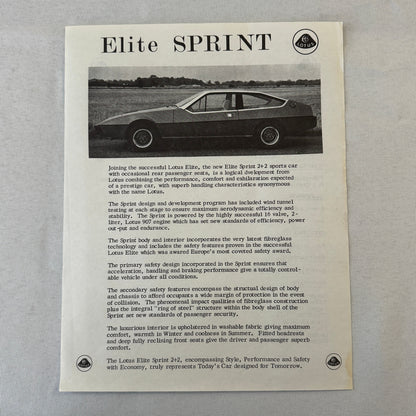 Elite SPRINT
LOTUS
Joining the successful Lotus Elite, the new Elite Sprint 2+2 sports car
with occasional rear passenger seats, is a logical dvelopment from
Lotus combining the performance, comfort and exhilaration expected
of a prestige car, with superb handling characteristics synonymous
with the name Lotus.
The Sprint design and development program has included wind tunnel
testing at each stage to ensure maximum aerodynamic efficiency and
stability. The Sprint is powered by the highly successful 16 valve, 2-
liter, Lotus 907 engine which has set new standards of efficiency, power
out-put and endurance.
The Sprint body and interior incorporates the very latest fibreglass
technology and includes the safety features proven in the successful
Lotus Elite which was awared Europe's most coveted safety award.
The primary safety design incorporated in the Sprint ensures that
acceleration, handling and braking performance give a totally control-
able vehicle under all conditions.
The secondary safety features encompass the structual design of body
and chassis to afford occupants a wide margin of protection in the event
of collision. The phenomenal impact qualities of fibreglass construction
plus the integral "ring of steel" structure within the body shell of the
Sprint set new standards of passenger security.
The luxurious interior is upholstered in washable fabric giving maximum
comfort, warmth in Winter and coolness in Summer. Fitted headrests
and deep fully reclising front seats give the driver and passenger superb
comfort.
The Lotus Elite Sprint 2+2, encompassing Style, Performance and Safety
with Economy, truly represents Today's Car designed for Tomorrow.